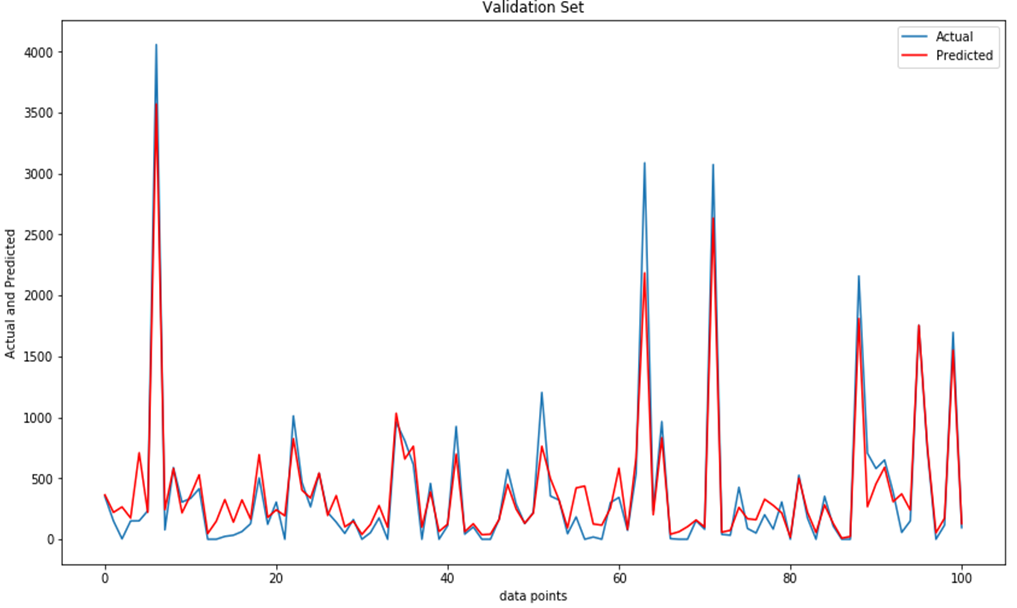 Validation Set
Actual
Predicted
Actual and Predicted
4000
3500
3000
2500
2000
1500
1000
500
0
0 20 40 60 80 100
data points